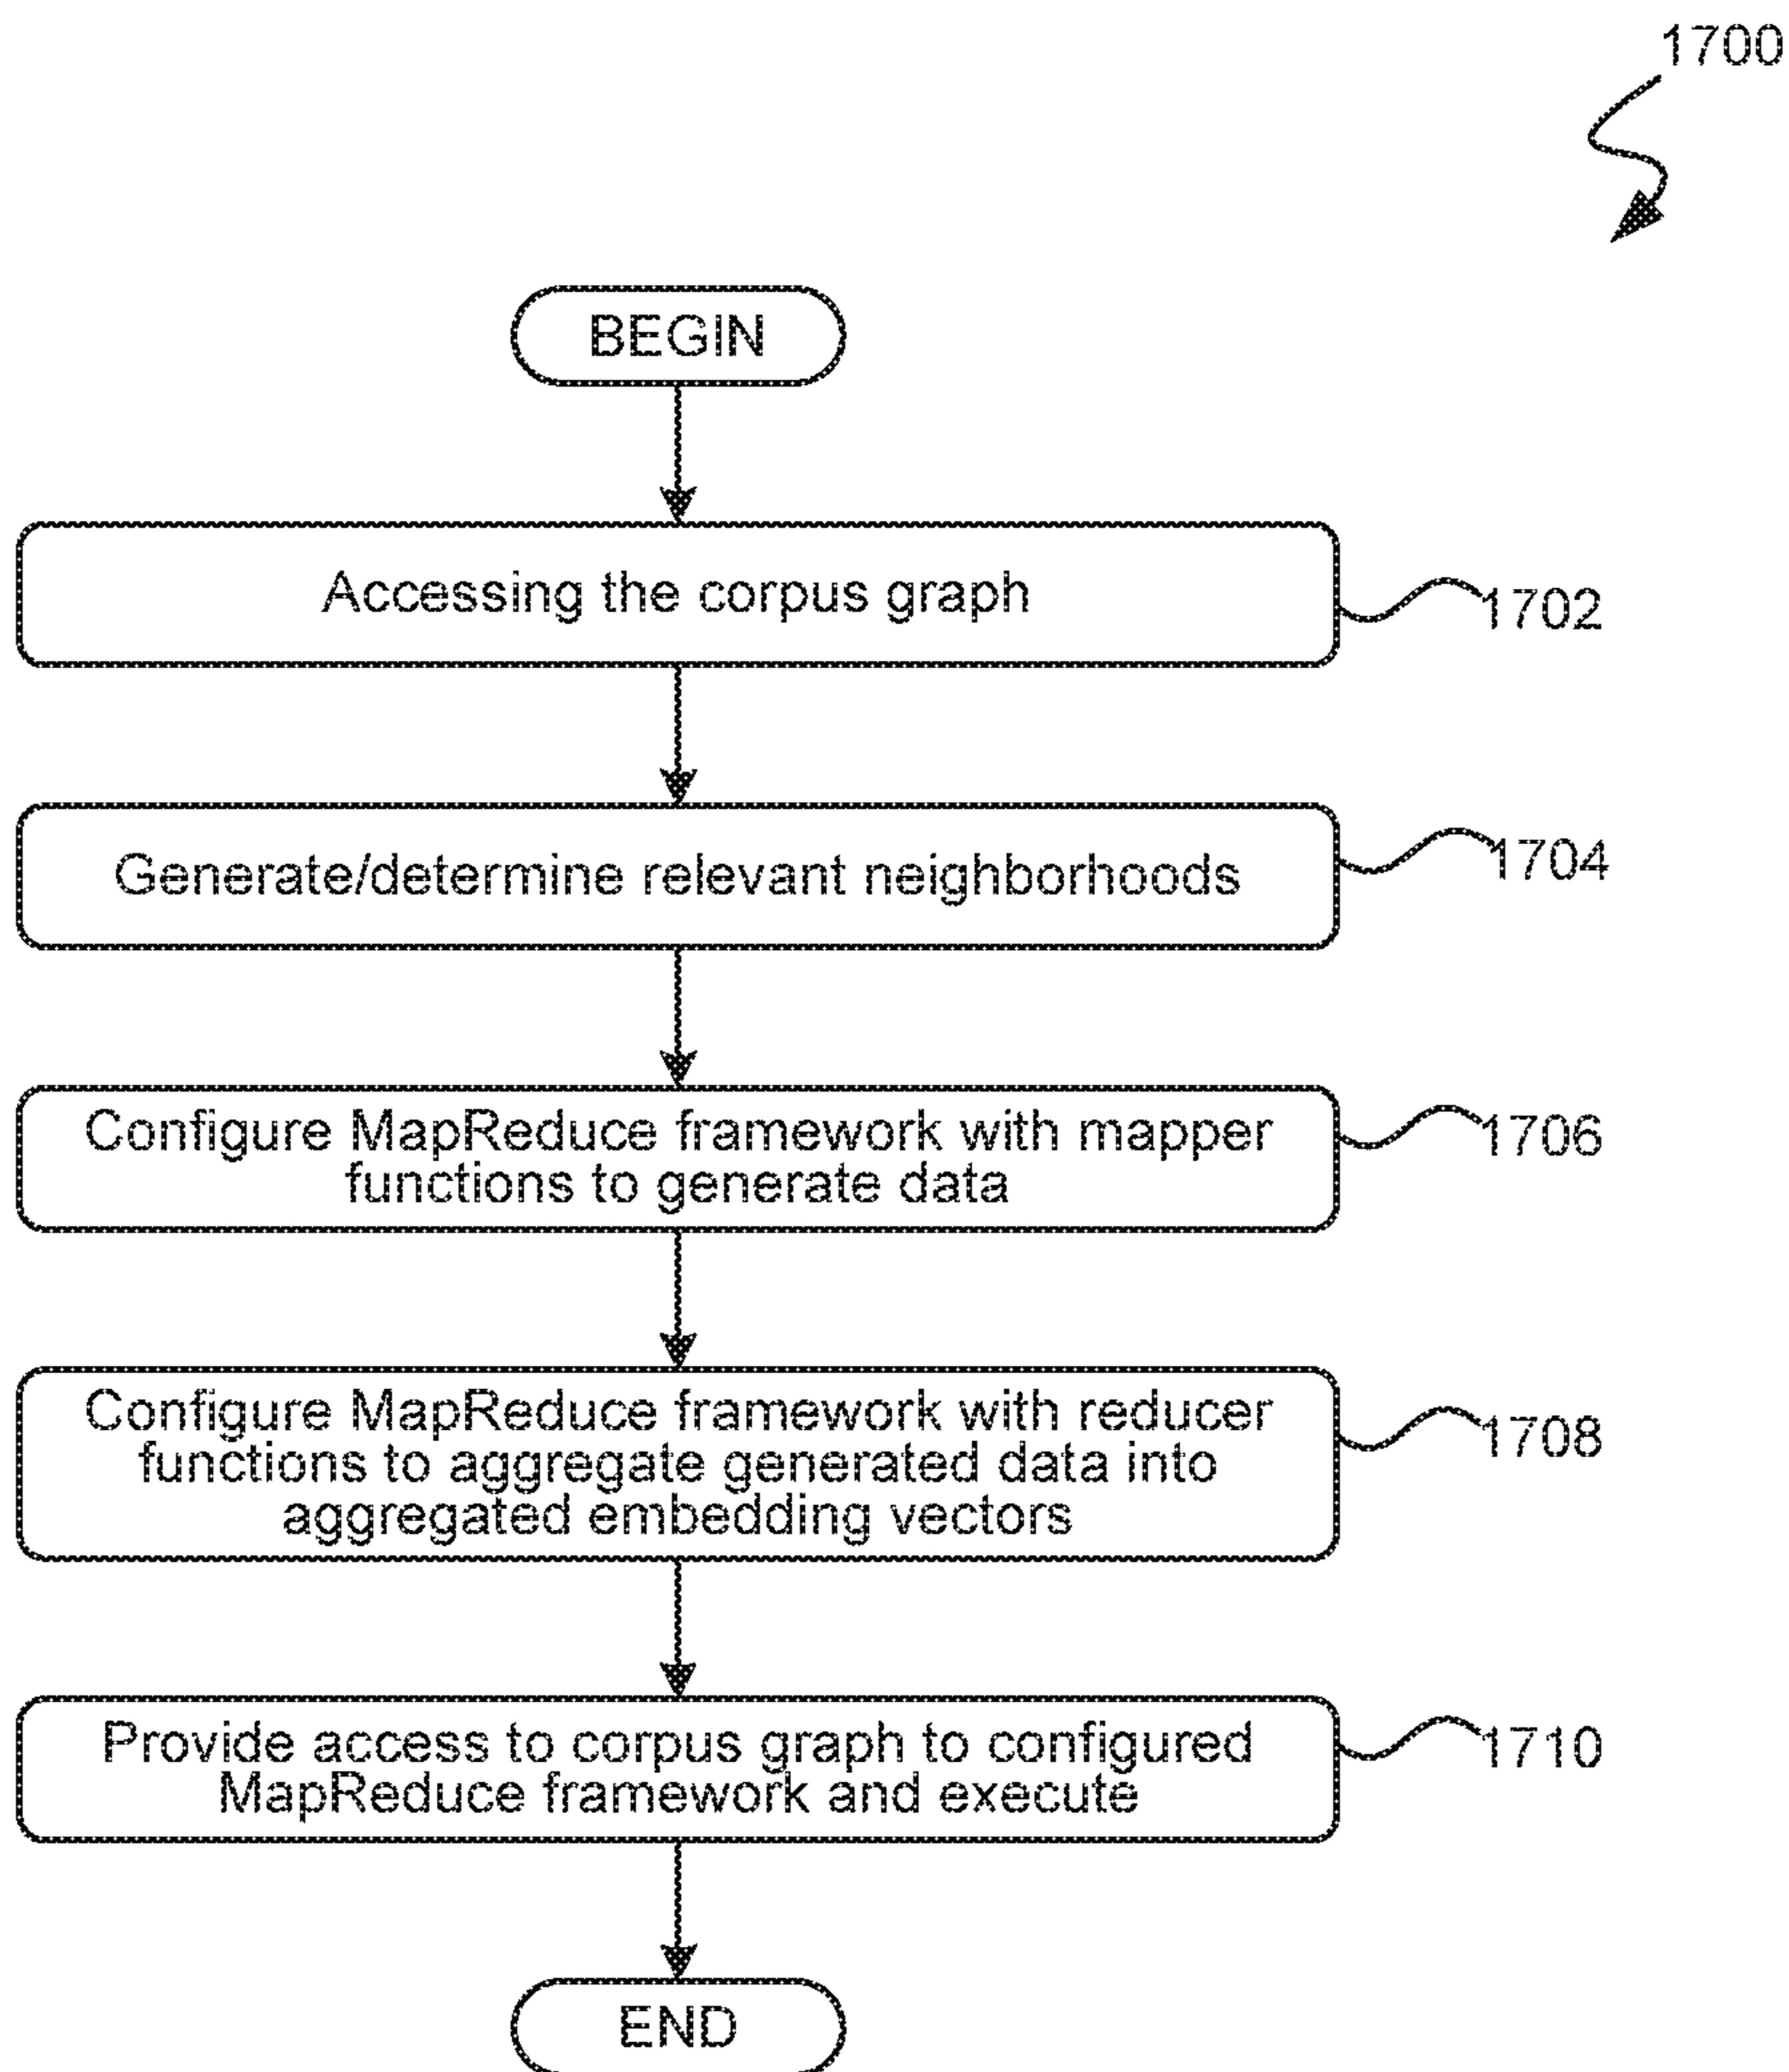 1700
BEGIN
Accessing the corpus graph
1702
Generate/determine relevant neighborhoods
1704
Configure MapReduce framework with mapper
functions to generate data
1706
Configure MapReduce framework with reducer
functions to aggregate generated data into
aggregated embedding vectors
1708
Provide access to corpus graph to configured
MapReduce framework and execute
1710
END